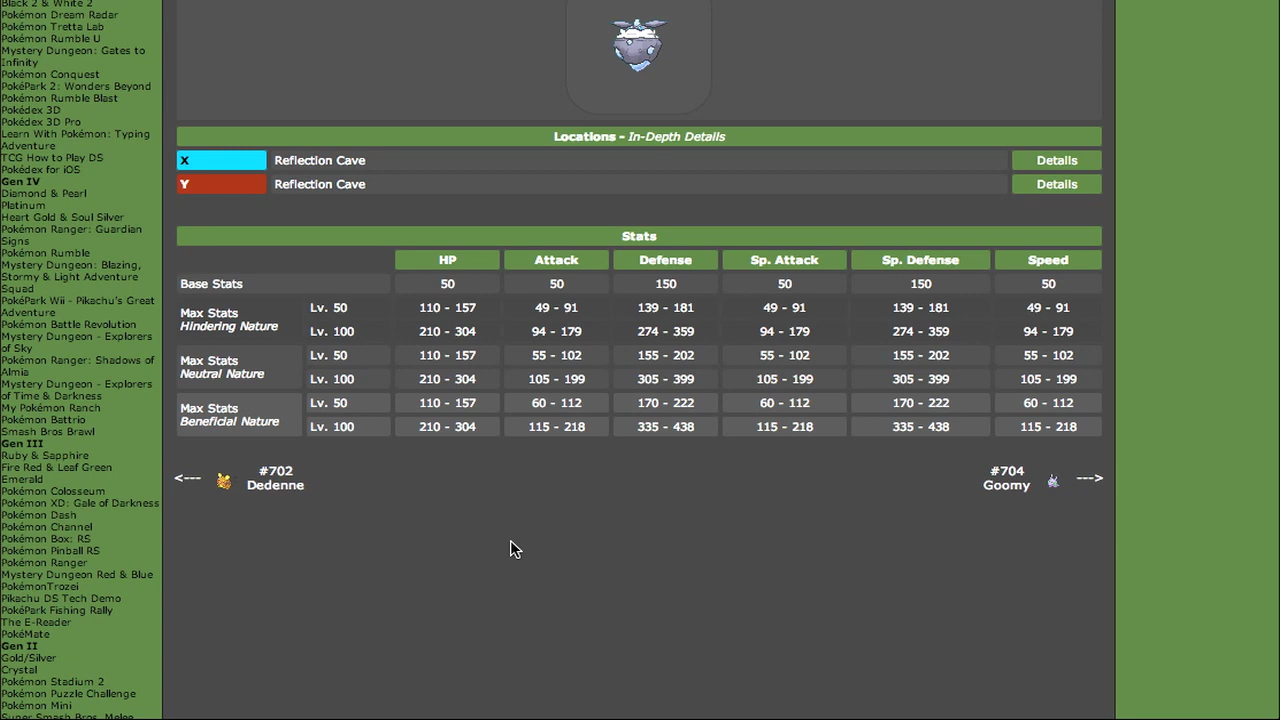 Black 2 & White 2
Pokémon Dream Radar
Pokémon Tretta Lab
Pokémon Rumble U
Mystery Dungeon: Gates to
Infinity
Pokémon Conquest
PokéPark 2: Wonders Beyond
Pokémon Rumble Blast
Pokédex 3D
Pokédex 3D Pro
Learn With Pokémon: Typing
Adventure
TCG How to Play DS
Pokédex for iOS
Gen IV
Diamond & Pearl
Platinum
Heart Gold & Soul Silver
Pokémon Ranger: Guardian
Signs
Pokémon Rumble
Mystery Dungeon: Blazing,
Stormy & Light Adventure
Squad
PokéPark Wii - Pikachu's Great
Adventure
Pokémon Battle Revolution
Mystery Dungeon - Explorers
of Sky
Pokémon Ranger: Shadows of
Almia
Mystery Dungeon - Explorers
of Time & Darkness
My Pokémon Ranch
Pokémon Battrio
Smash Bros Brawl
Gen III
Ruby & Sapphire
Fire Red & Leaf Green
Emerald
Pokémon Colosseum
Pokémon XD: Gale of Darkness
Pokémon Dash
Pokémon Channel
Pokémon Box: RS
Pokémon Pinball RS
Pokémon Ranger
Mystery Dungeon Red & Blue
PokémonTrozei
Pikachu DS Tech Demo
PokéPark Fishing Rally
The E-Reader
PokéMate
Gen II
Gold/Silver
Crystal
Pokémon Stadium 2
Pokémon Puzzle Challenge
Pokémon Mini
Super Smash Bros. Melee
Locations - In-Depth Details
X Reflection Cave Details
Y Reflection Cave Details
Stats
HP Attack Defense Sp. Attack Sp. Defense Speed
Base Stats 50 50 150 50 150 50
Max Stats
Hindering Nature
Lv. 50 110 - 157 49 - 91 139 - 181 49 - 91 139 - 181 49 - 91
Lv. 100 210 - 304 94 - 179 274 - 359 94 - 179 274 - 359 94 - 179
Max Stats
Neutral Nature
Lv. 50 110 - 157 55 - 102 155 - 202 55 - 102 155 - 202 55 - 102
Lv. 100 210 - 304 105 - 199 305 - 399 105 - 199 305 - 399 105 - 199
Max Stats
Beneficial Nature
Lv. 50 110 - 157 60 - 112 170 - 222 60 - 112 170 - 222 60 - 112
Lv. 100 210 - 304 115 - 218 335 - 438 115 - 218 335 - 438 115 - 218
<--- #702
Dedenne
#704 --->
Goomy